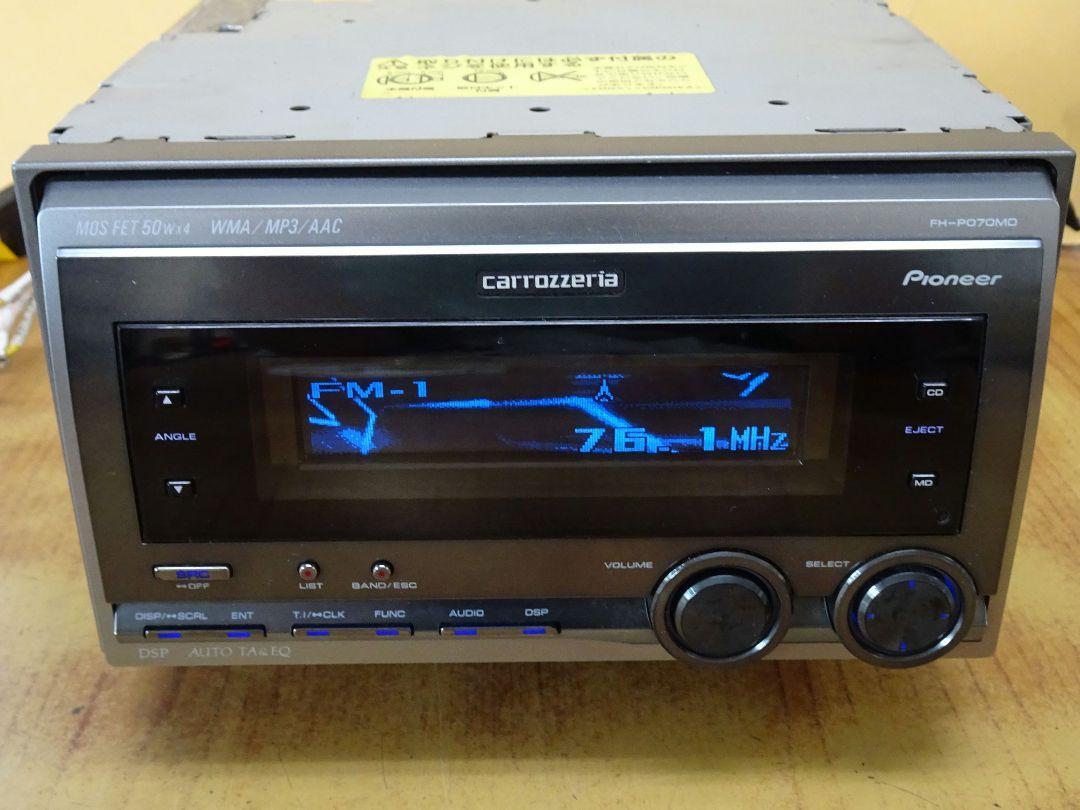 MOS FET 50W×4 WMA/MP3/AAC
FH-P070MD
carrozzeria
Pioneer
FM-1
76.1MHz
ANGLE
CD
EJECT
MD
SRC
OFF
LIST
BAND/ESC
VOLUME
SELECT
DISP/SCRL
ENT
T.I/CLK
FUNC
AUDIO
DSP
DSP AUTO TA&EQ